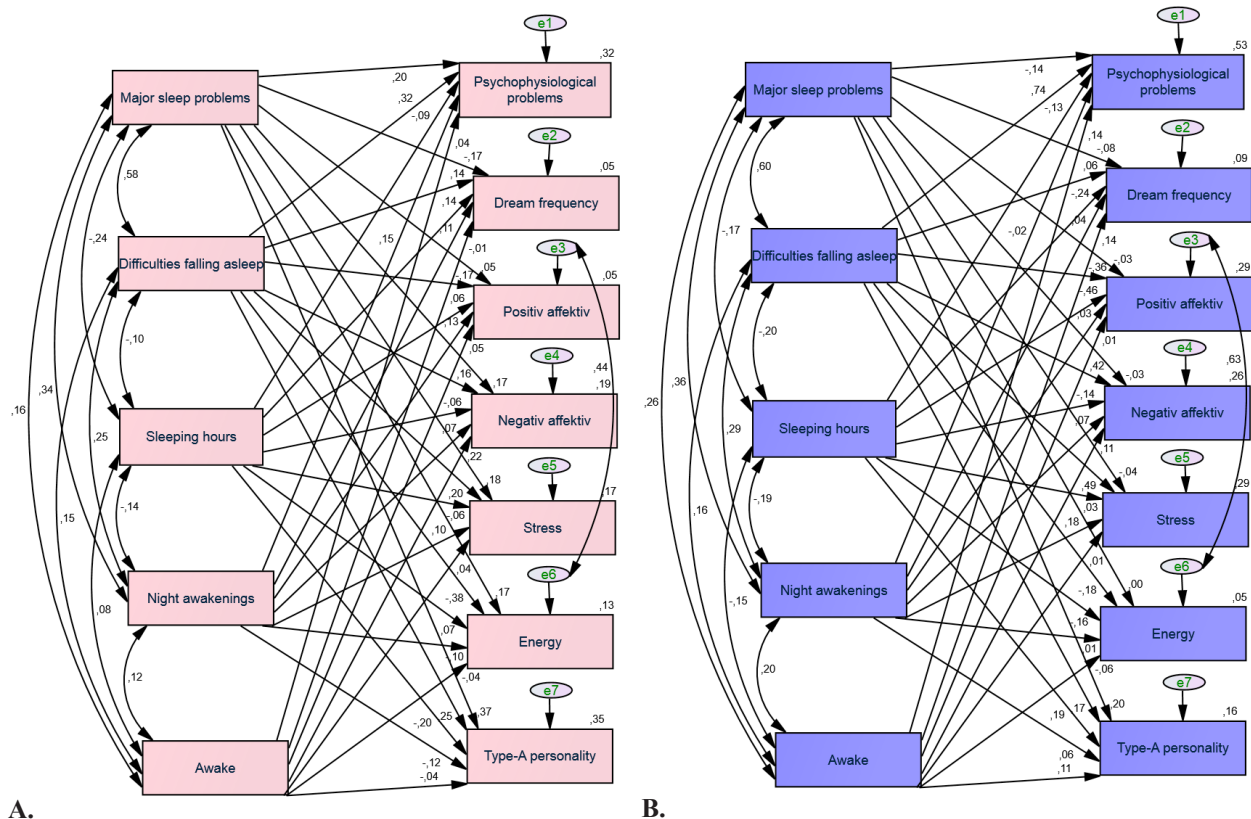 e1
,32
Psychophysiological
problems
Major sleep problems
,20
,32
-,09
e2
,05
Dream frequency
,04
-,17
,14
,14
,58
,11
,15
-,01
e3
,05
Positiv affektiv
Difficulties falling asleep
-,24
,05
-,17
,06
,13
,05
-,10
e4
,44
,19
Negativ affektiv
,16
,17
-,06
,07
,22
,34
,16
,25
Sleeping hours
e5
,17
Stress
,18
,20
-,06
,10
,04
-,14
,15
e6
,13
Energy
Night awakenings
,08
-,38
,17
,07
-,10
-,04
,12
e7
,35
Type-A personality
,25
,37
-,20
-,12
-,04
Awake
A.
e1
,53
Psychophysiological
problems
Major sleep problems
-,14
,74
-,13
e2
,09
Dream frequency
,14
-,08
,06
-,24
,04
,60
-,02
,14
e3
,29
Positiv affektiv
Difficulties falling asleep
-,17
-,03
-,36
-,46
,03
,01
-,20
e4
,63
,26
Negativ affektiv
,42
-,03
-,14
,07
,11
,36
,26
,29
Sleeping hours
e5
,29
Stress
-,04
,49
,03
,18
,01
-,19
,16
e6
,05
Energy
Night awakenings
-,15
,00
-,18
,16
,01
-,06
,20
e7
,16
Type-A personality
,17
,20
,19
,06
,11
Awake
B.